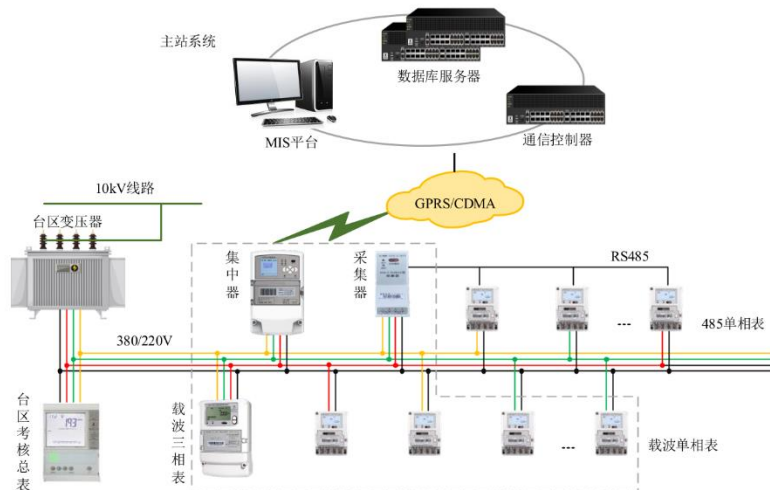 主站系统
数据库服务器
MIS平台
通信控制器
10kV线路
GPRS/CDMA
台区变压器
集中器
采集器
RS485
485单相表
380/220V
台区考核总表
载波三相表
载波单相表